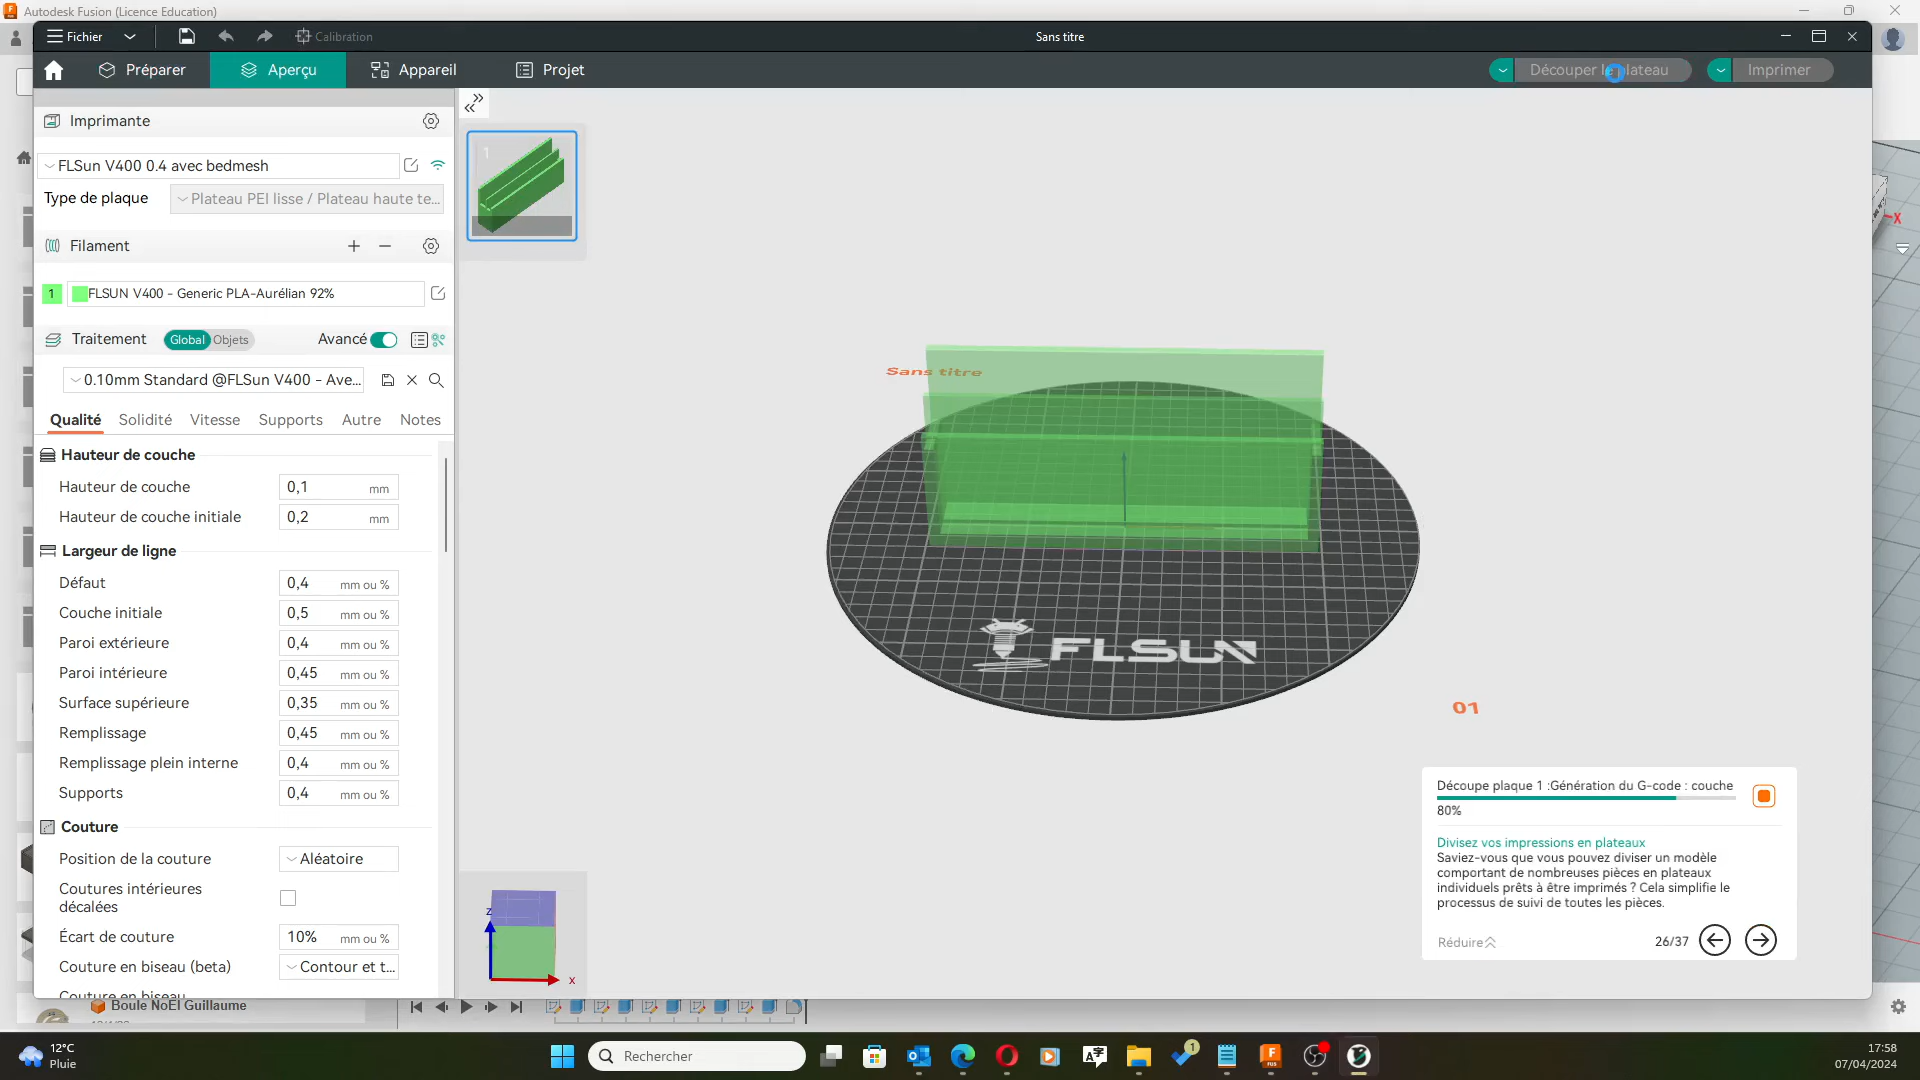 Autodesk Fusion (Licence Education)
Fichier
Calibration
Sans titre
Préparer
Aperçu
Appareil
Projet
Découper le plateau
Imprimer
Imprimante
FLSun V400 0.4 avec bedmesh
Type de plaque
Plateau PEI lisse / Plateau haute te...
Filament
1
FLSUN V400 - Generic PLA-Aurélian 92%
Traitement
Global
Objets
Avancé
0.10mm Standard @FLSun V400 - Ave...
Qualité
Solidité
Vitesse
Supports
Autre
Notes
Hauteur de couche
Hauteur de couche 0,1 mm
Hauteur de couche initiale 0,2 mm
Largeur de ligne
Défaut 0,4 mm ou %
Couche initiale 0,5 mm ou %
Paroi extérieure 0,4 mm ou %
Paroi intérieure 0,45 mm ou %
Surface supérieure 0,35 mm ou %
Remplissage 0,45 mm ou %
Remplissage plein interne 0,4 mm ou %
Supports 0,4 mm ou %
Couture
Position de la couture Aléatoire
Coutures intérieures
décalées
Écart de couture 10% mm ou %
Couture en biseau (beta) Contour et t...
Couture en biseau
1
Sans titre
FLSUN
01
z
x
X
Découpe plaque 1 :Génération du G-code : couche
80%
Divisez vos impressions en plateaux
Saviez-vous que vous pouvez diviser un modèle
comportant de nombreuses pièces en plateaux
individuels prêts à être imprimés ? Cela simplifie le
processus de suivi de toutes les pièces.
Réduire
26/37
Boule NoËl Guillaume
12°C
Pluie
Rechercher
1
17:58
07/04/2024